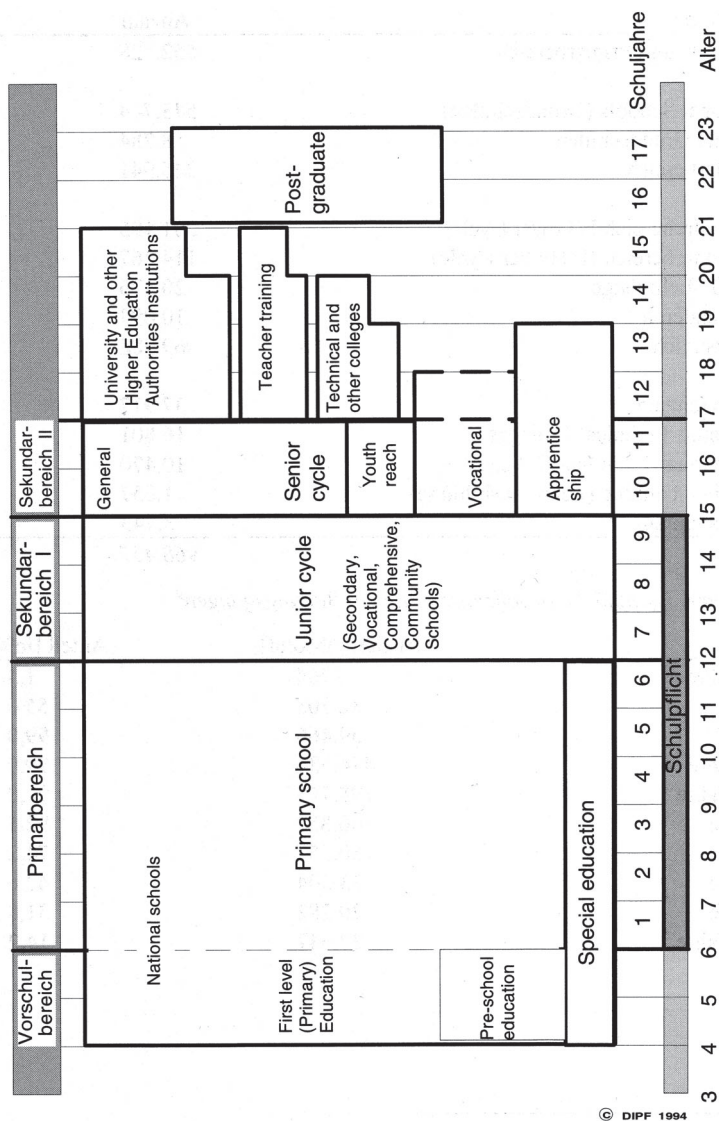 Vorschul-
bereich
Primarbereich
Sekundar-
bereich I
Sekundar-
bereich II
National schools
First level
(Primary)
Education
Pre-school
education
Primary school
Special education
Junior cycle
(Secondary,
Vocational,
Comprehensive,
Community
Schools)
General
Senior
cycle
Youth
reach
Vocational
Apprentice
ship
University and other
Higher Education
Authorities Institutions
Teacher training
Technical and
other colleges
Post-
graduate
1 2 3 4 5 6 7 8 9 10 11 12 13 14 15 16 17 Schuljahre
Schulpflicht
3 4 5 6 7 8 9 10 11 12 13 14 15 16 17 18 19 20 21 22 23 Alter
© DIPF 1994